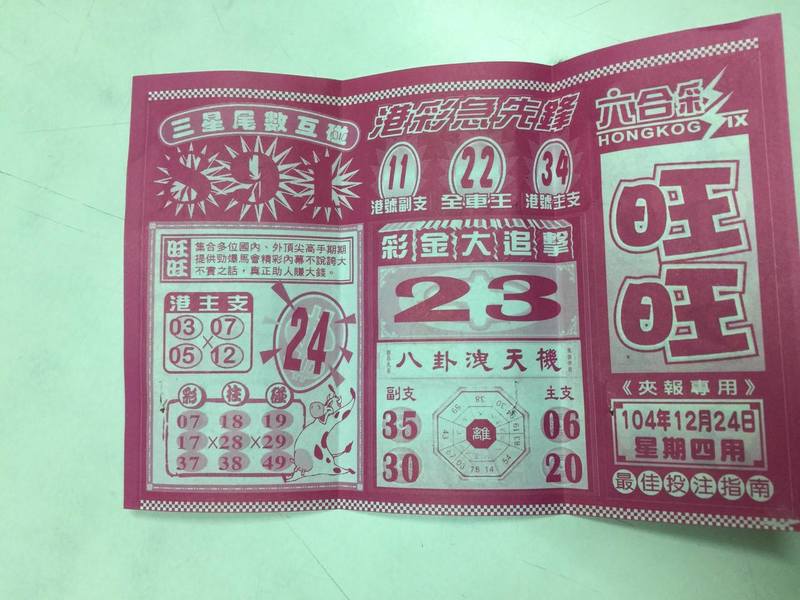 三星尾數互碰
891
旺旺
集合多位國內、外頂尖高手期期
提供勁爆馬會精彩內幕不說誇大
不實之話，真正助人賺大錢。
港主支
03 07
×
05 12
24
彩柱碰
07 18 19
17×28×29
37 38 49
港彩急先鋒
11 22 34
港號副支 全車王 港號主支
彩金大追擊
23
八卦洩天機
副支 主支
35 06
30 20
離
六合彩
HONGKOG SIX
旺
旺
《夾報專用》
104年12月24日
星期四用
最佳投注指南